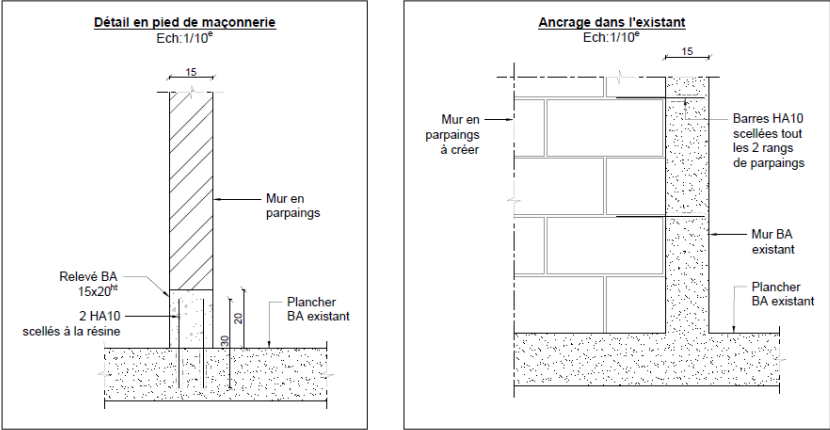 Détail en pied de maçonnerie
Ech:1/10e
15
Mur en
parpaings
Relevé BA
15x20ht
2 HA10
scellés à la résine
20
30
Plancher
BA existant
Ancrage dans l'existant
Ech:1/10e
15
Mur en
parpaings
à créer
Barres HA10
scellées tout
les 2 rangs
de parpaings
Mur BA
existant
Plancher
BA existant